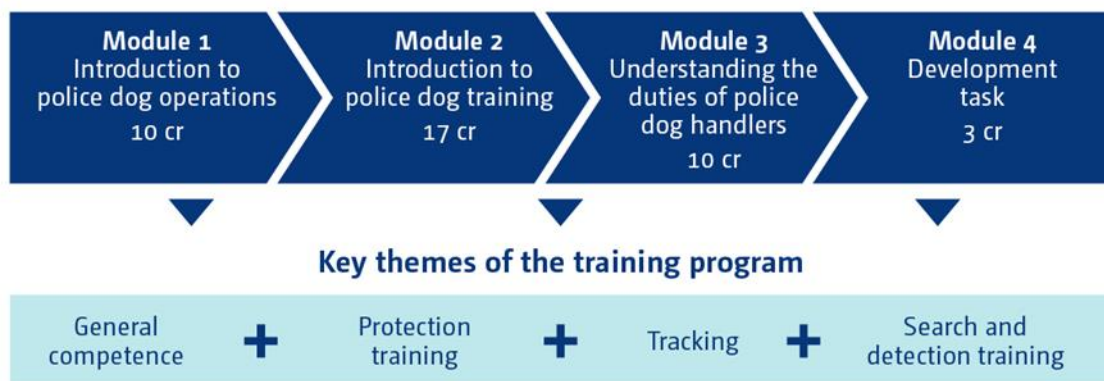 Module 1
Introduction to
police dog operations
10 cr
Module 2
Introduction to
police dog training
17 cr
Module 3
Understanding the
duties of police
dog handlers
10 cr
Module 4
Development
task
3 cr
Key themes of the training program
General
competence
+
Protection
training
+
Tracking
+
Search and
detection training